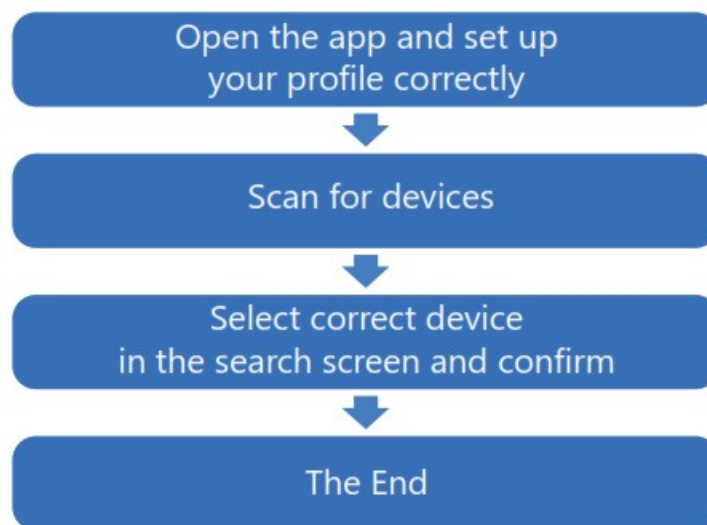 Open the app and set up
your profile correctly
Scan for devices
Select correct device
in the search screen and confirm
The End